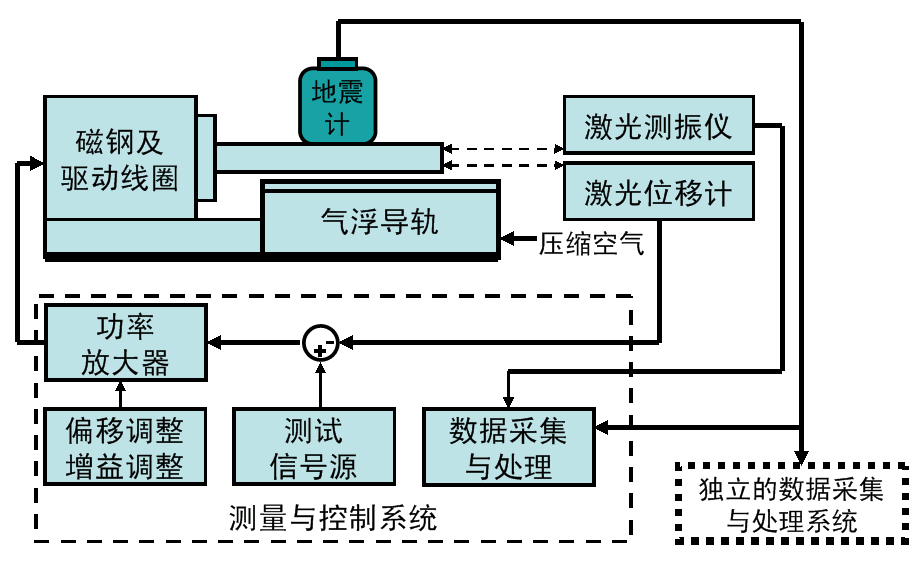 地震
计
磁钢及
驱动线圈
激光测振仪
激光位移计
气浮导轨
压缩空气
功率
放大器
+
-
偏移调整
增益调整
测试
信号源
数据采集
与处理
测量与控制系统
独立的数据采集
与处理系统